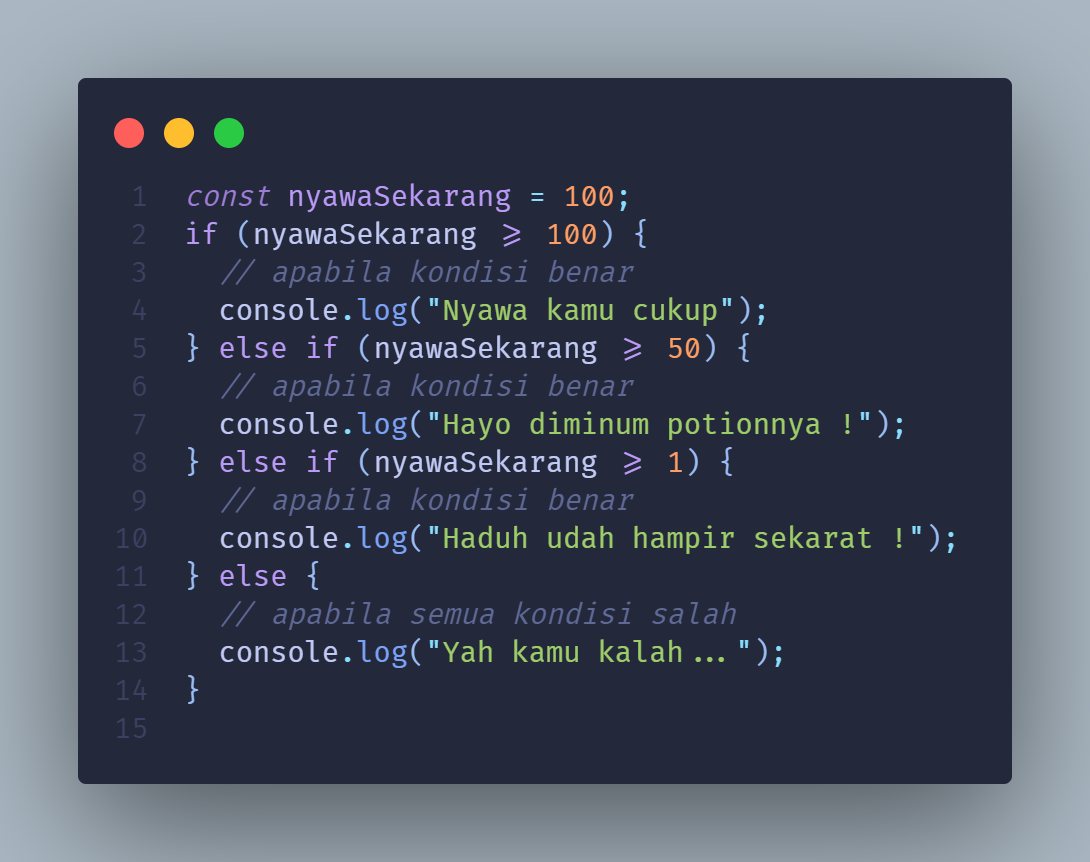 1 const nyawaSekarang = 100;
2 if (nyawaSekarang >= 100) {
3   // apabila kondisi benar
4   console.log("Nyawa kamu cukup");
5 } else if (nyawaSekarang >= 50) {
6   // apabila kondisi benar
7   console.log("Hayo diminum potionnya !");
8 } else if (nyawaSekarang >= 1) {
9   // apabila kondisi benar
10   console.log("Haduh udah hampir sekarat !");
11 } else {
12   // apabila semua kondisi salah
13   console.log("Yah kamu kalah...");
14 }
15